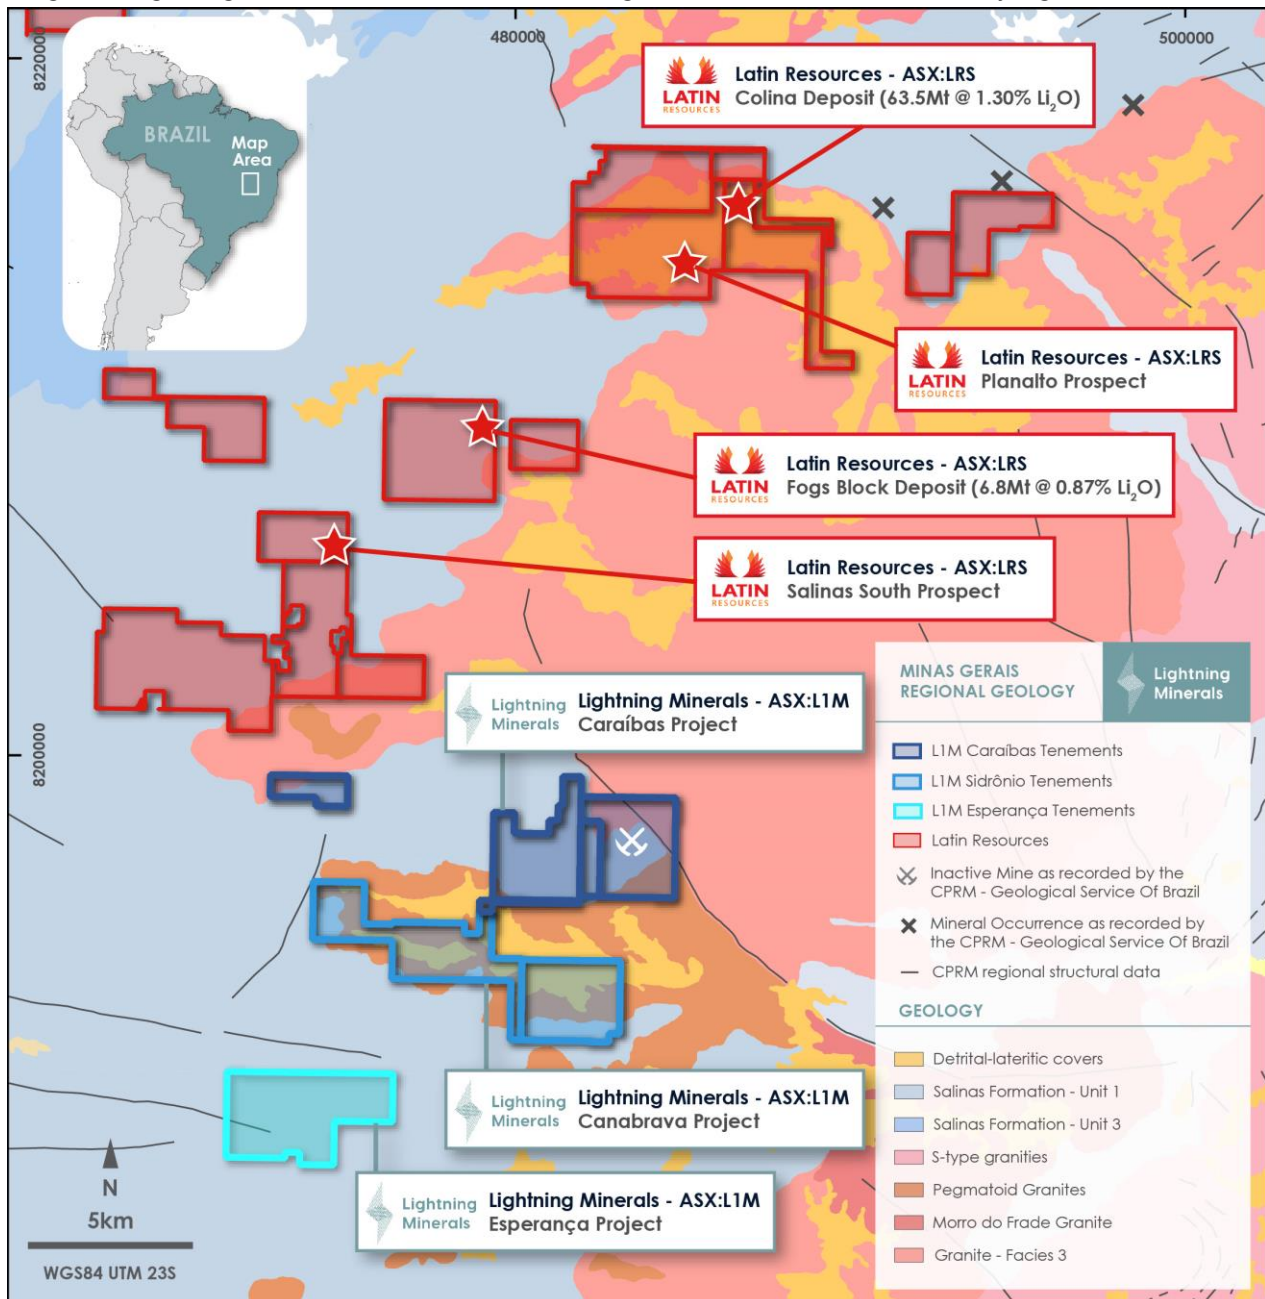 480000
500000
8220000
BRAZIL
Map
Area
LATIN
RESOURCES
Latin Resources - ASX:LRS
Colina Deposit (63.5Mt @ 1.30% Li₂O)
LATIN
RESOURCES
Latin Resources - ASX:LRS
Planalto Prospect
LATIN
RESOURCES
Latin Resources - ASX:LRS
Fogs Block Deposit (6.8Mt @ 0.87% Li₂O)
LATIN
RESOURCES
Latin Resources - ASX:LRS
Salinas South Prospect
8200000
Lightning
Minerals
Lightning Minerals - ASX:L1M
Caraíbas Project
Lightning
Minerals
Lightning Minerals - ASX:L1M
Canabrava Project
Lightning
Minerals
Lightning Minerals - ASX:L1M
Esperança Project
N
5km
WGS84 UTM 23S
MINAS GERAIS
REGIONAL GEOLOGY
Lightning
Minerals
L1M Caraíbas Tenements
L1M Sidrônio Tenements
L1M Esperança Tenements
Latin Resources
Inactive Mine as recorded by the
CPRM - Geological Service Of Brazil
Mineral Occurrence as recorded by
the CPRM - Geological Service Of Brazil
CPRM regional structural data
GEOLOGY
Detrital-lateritic covers
Salinas Formation - Unit 1
Salinas Formation - Unit 3
S-type granities
Pegmatoid Granites
Morro do Frade Granite
Granite - Facies 3